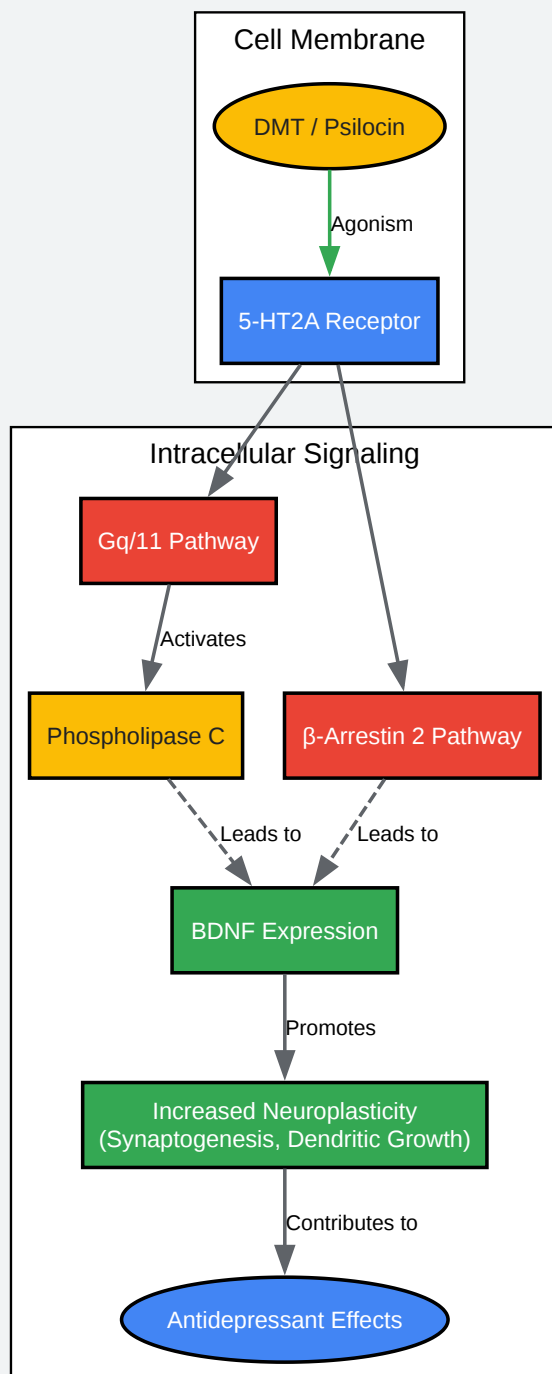 Cell Membrane
DMT / Psilocin
Agonism
5-HT2A Receptor
Intracellular Signaling
Gq/11 Pathway
Activates
Phospholipase C
β-Arrestin 2 Pathway
Leads to
Leads to
BDNF Expression
Promotes
Increased Neuroplasticity
(Synaptogenesis, Dendritic Growth)
Contributes to
Antidepressant Effects